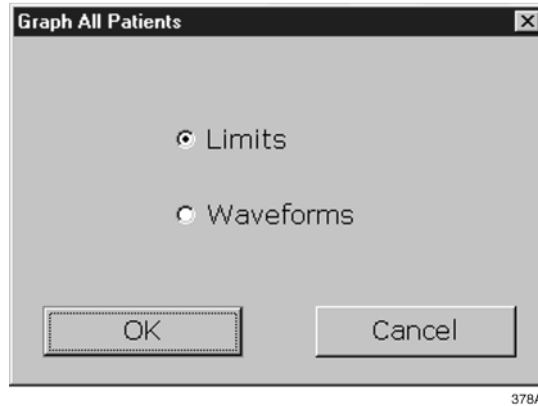 Graph All Patients
Limits
Waveforms
OK Cancel
378A